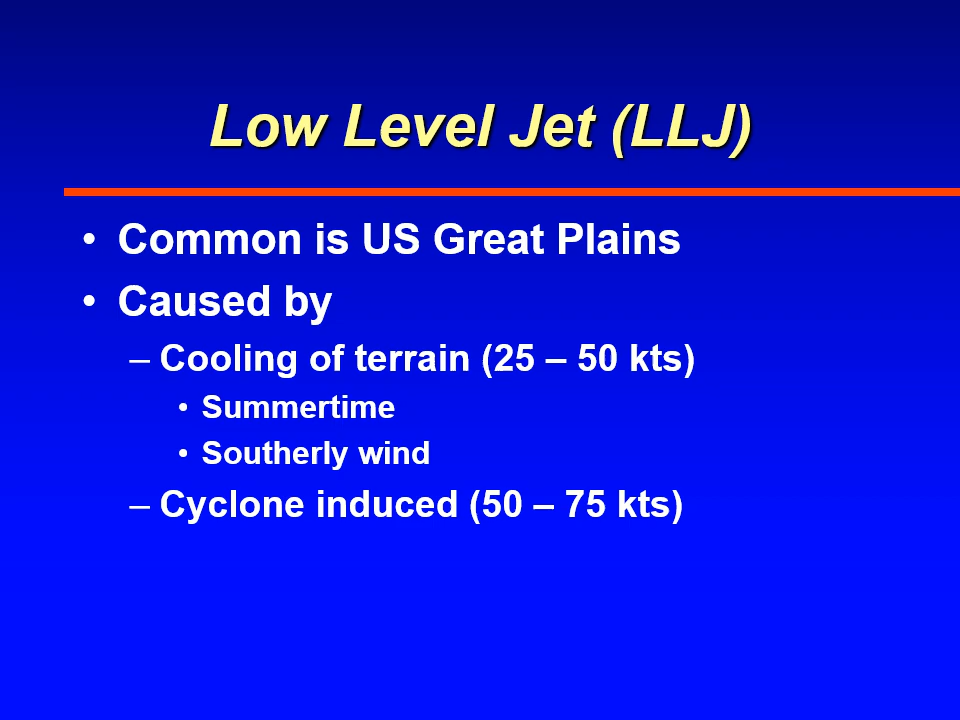 Low Level Jet (LLJ)
• Common is US Great Plains
• Caused by
– Cooling of terrain (25 – 50 kts)
• Summertime
• Southerly wind
– Cyclone induced (50 – 75 kts)